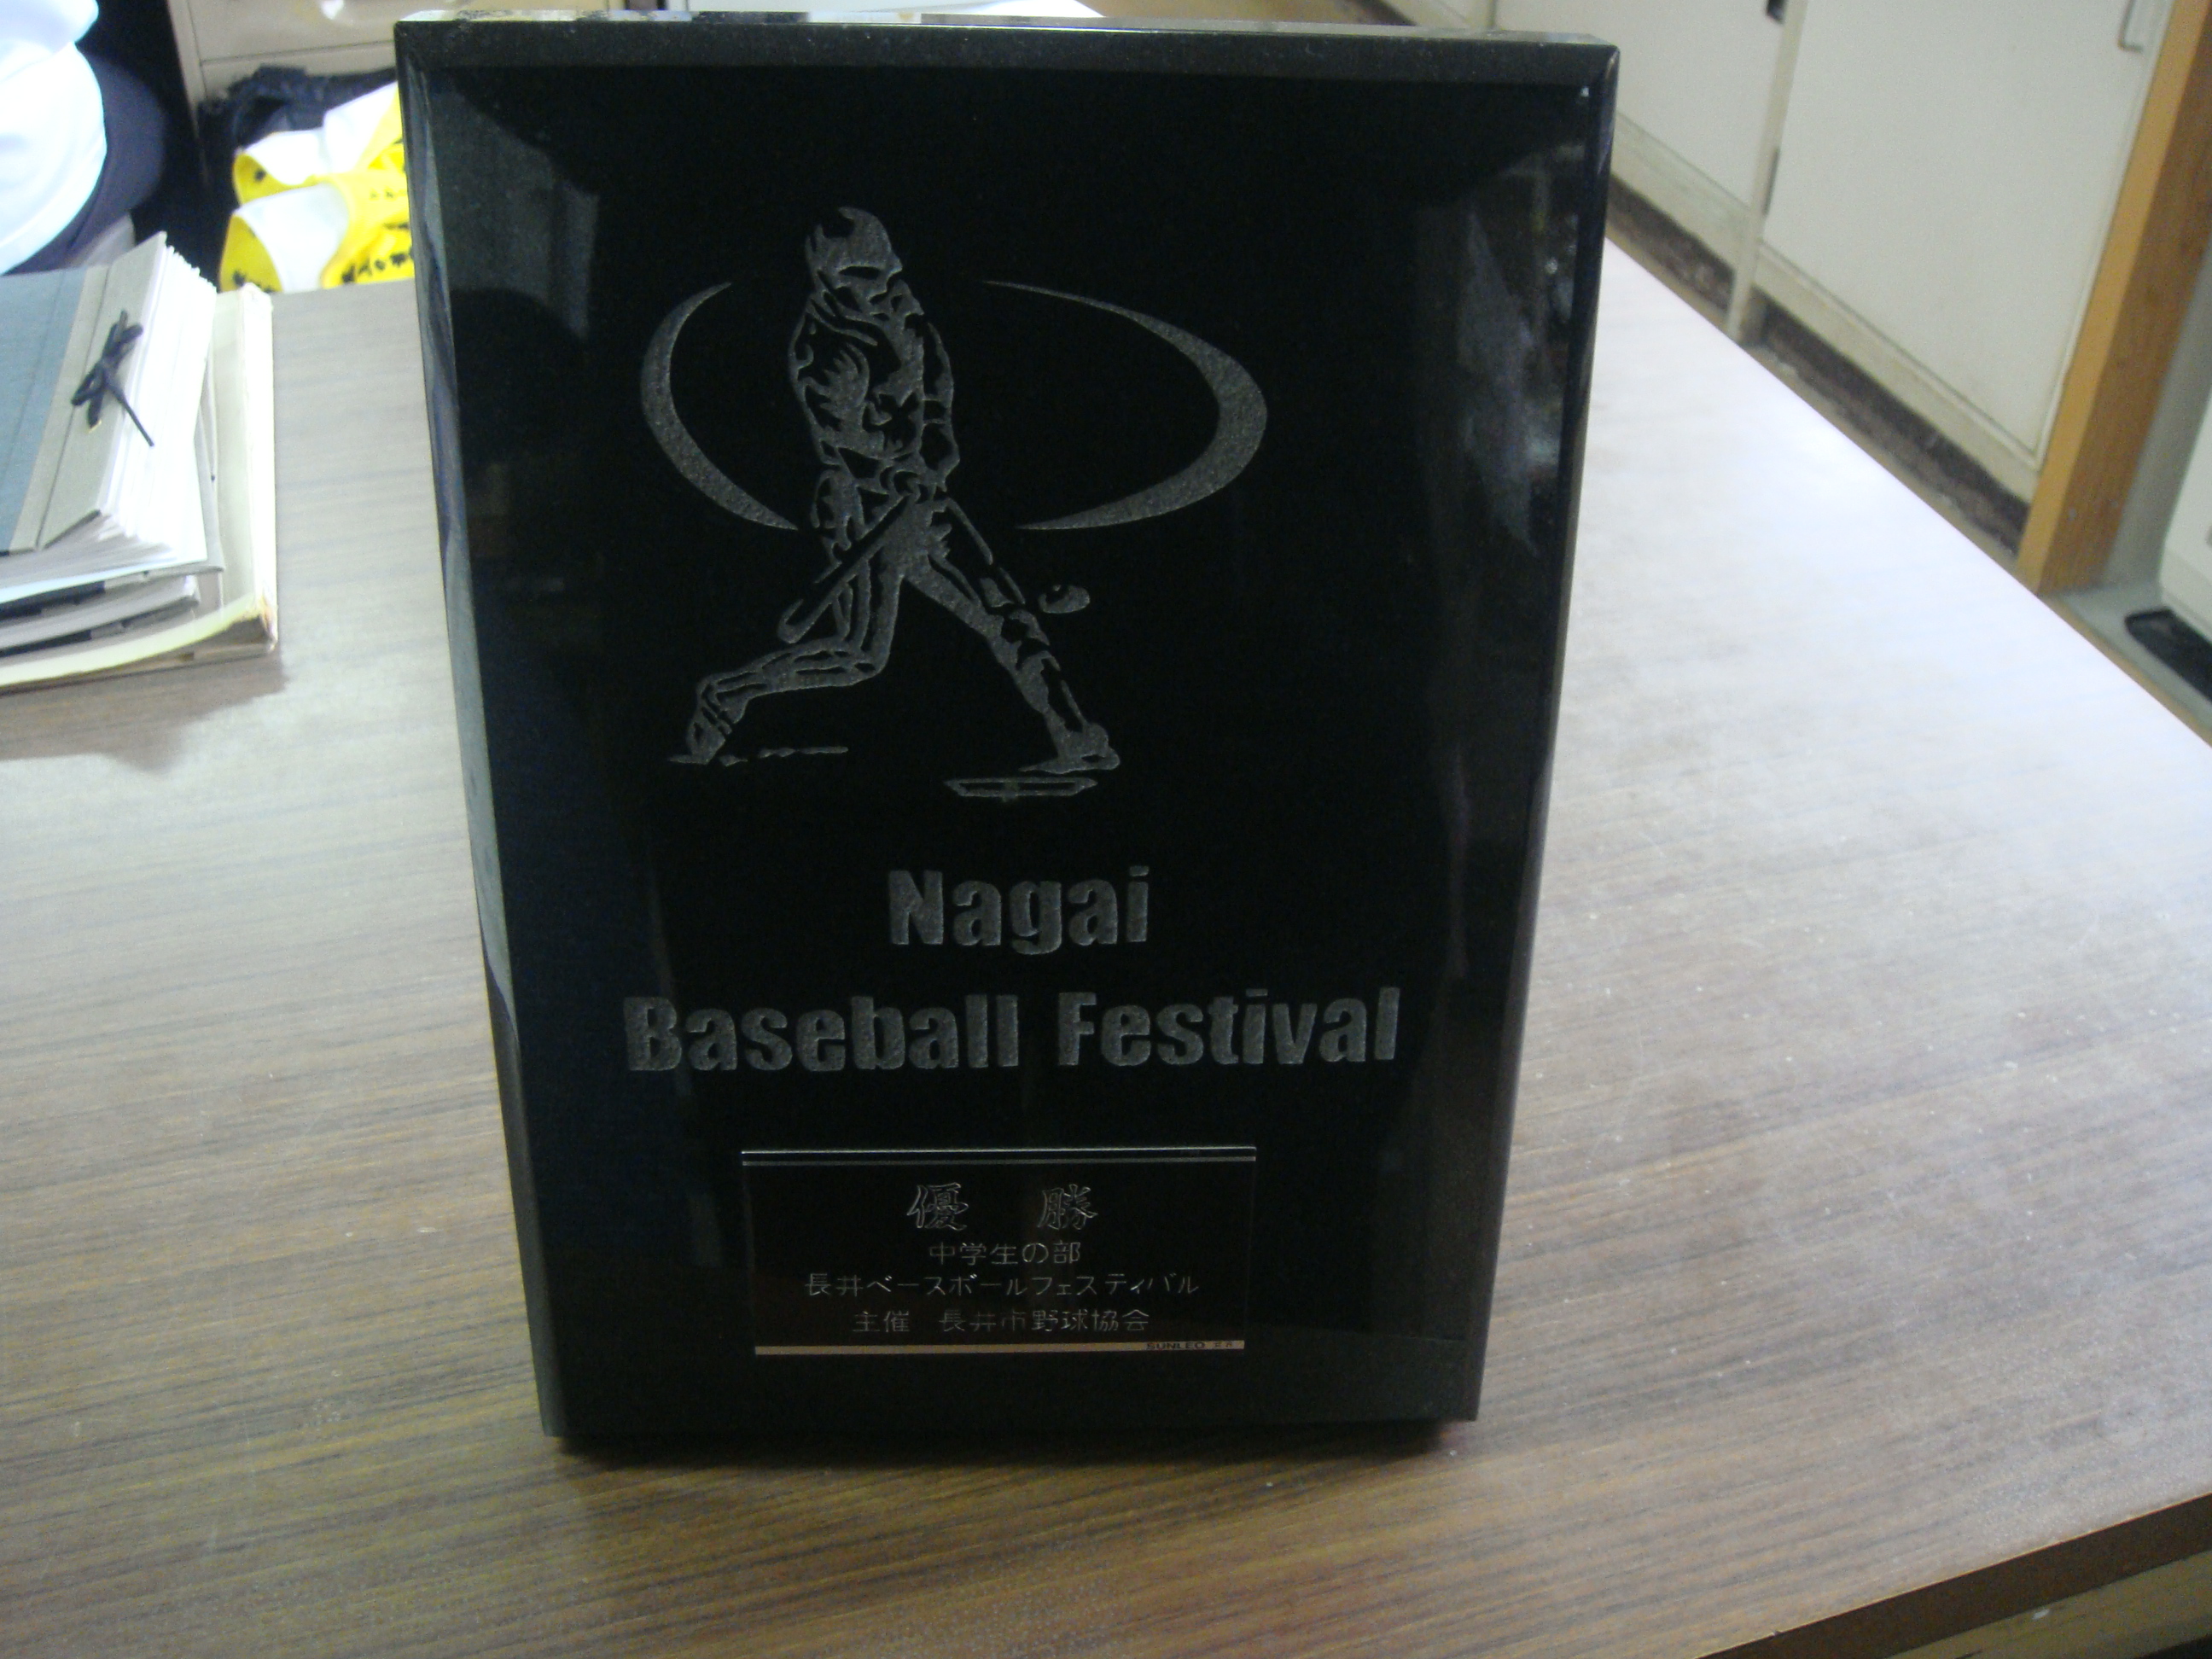 Nagai
Baseball Festival
優 勝
中学生の部
長井ベースボールフェスティバル
主催 長井市野球協会
SUNLEO